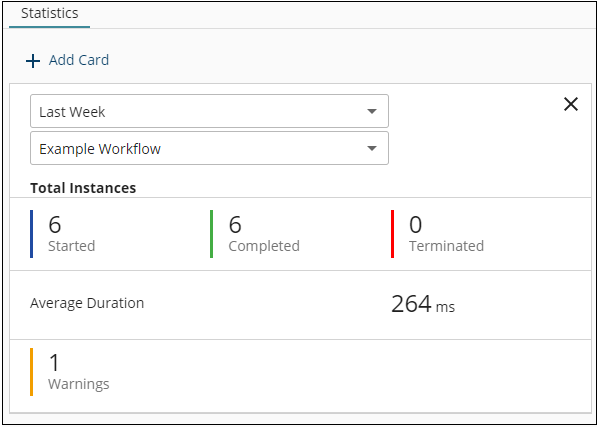 Statistics
Add Card
Last Week
Example Workflow
Total Instances
6 6 0
Started Completed Terminated
Average Duration 264 ms
1
Warnings